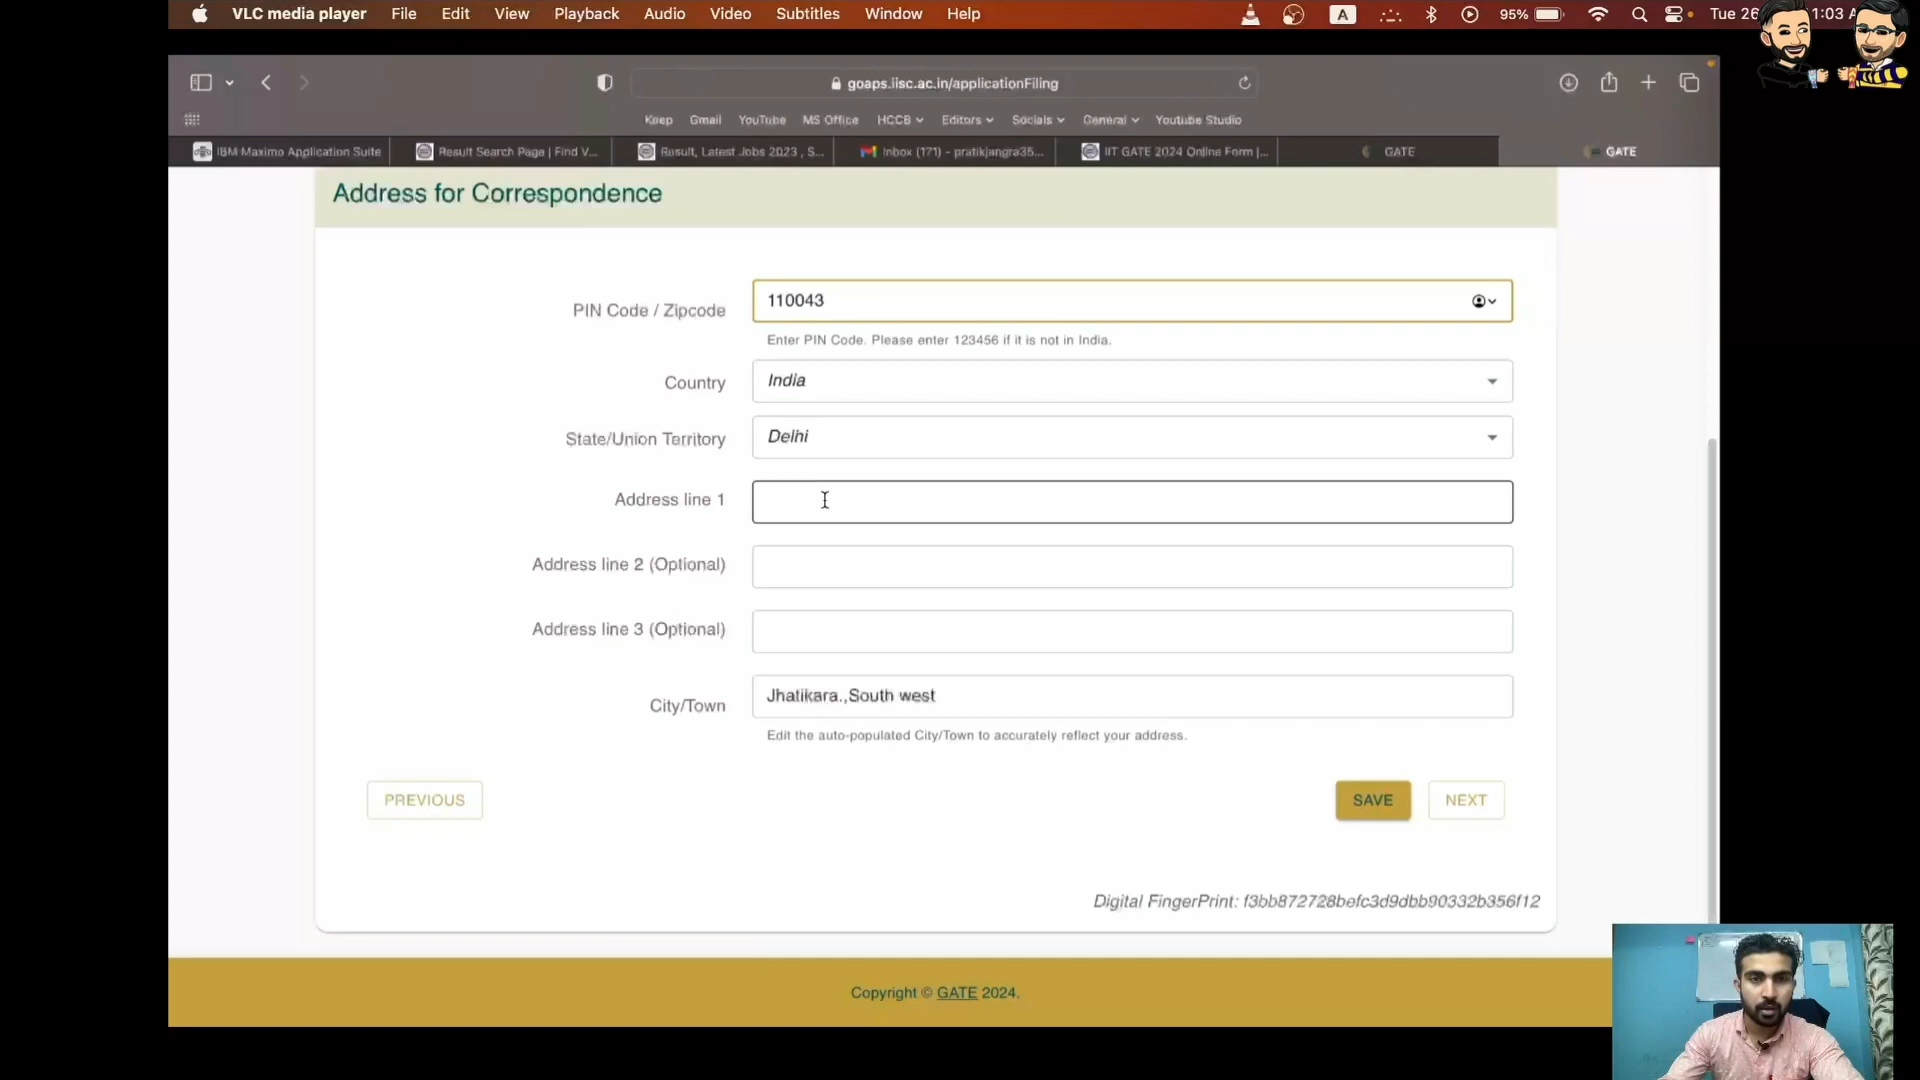 VLC media player File Edit View Playback Audio Video Subtitles Window Help A 95% Tue 26 1:03
goaps.iisc.ac.in/applicationFiling
Keep Gmail YouTube MS Office HCCB Editors Socials General Youtube Studio
IBM Maximo Application Suite Result Search Page | Find V... Result, Latest Jobs 2023 , S... Inbox (171) - pratikjangra35... IIT GATE 2024 Online Form |... GATE GATE
Address for Correspondence
PIN Code / Zipcode 110043
Enter PIN Code. Please enter 123456 if it is not in India.
Country India
State/Union Territory Delhi
Address line 1
Address line 2 (Optional)
Address line 3 (Optional)
City/Town Jhatikara.,South west
Edit the auto-populated City/Town to accurately reflect your address.
PREVIOUS SAVE NEXT
Digital FingerPrint: f3bb872728befc3d9dbb90332b356f12
Copyright © GATE 2024.